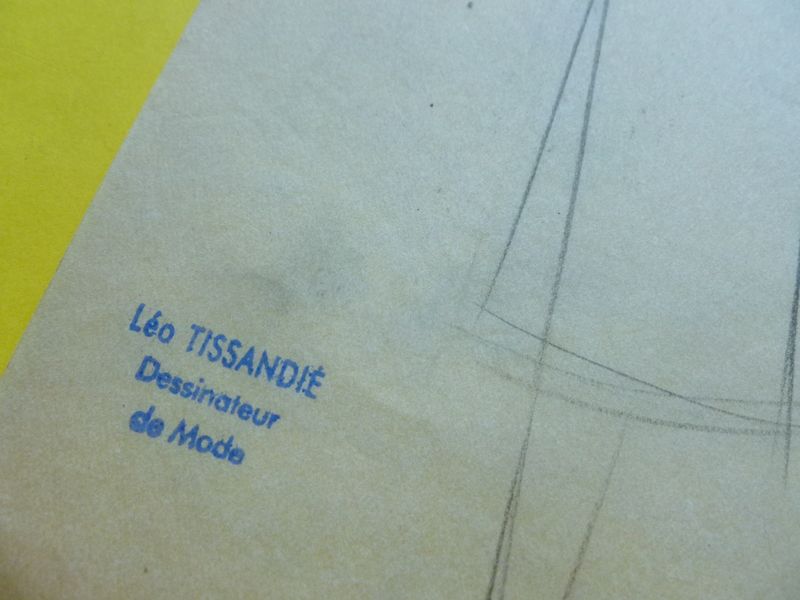 Léo TISSANDIÉ
Dessinateur
de Mode